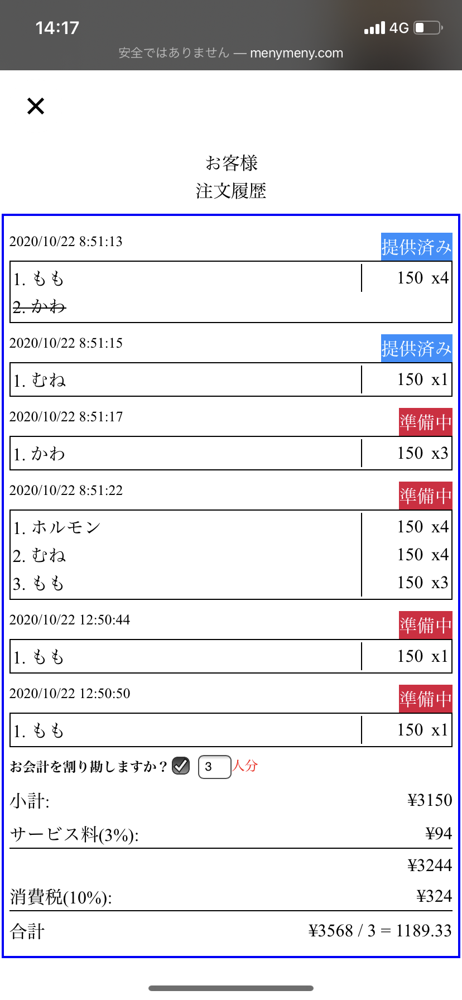 14:17
4G
安全ではありません — menymeny.com
お客様
注文履歴
2020/10/22 8:51:13 提供済み
1. もも 150 x4
2. かわ
2020/10/22 8:51:15 提供済み
1. むね 150 x1
2020/10/22 8:51:17 準備中
1. かわ 150 x3
2020/10/22 8:51:22 準備中
1. ホルモン 150 x4
2. むね 150 x4
3. もも 150 x3
2020/10/22 12:50:44 準備中
1. もも 150 x1
2020/10/22 12:50:50 準備中
1. もも 150 x1
お会計を割り勘しますか？ 3 人分
小計: ¥3150
サービス料(3%): ¥94
¥3244
消費税(10%): ¥324
合計 ¥3568 / 3 = 1189.33